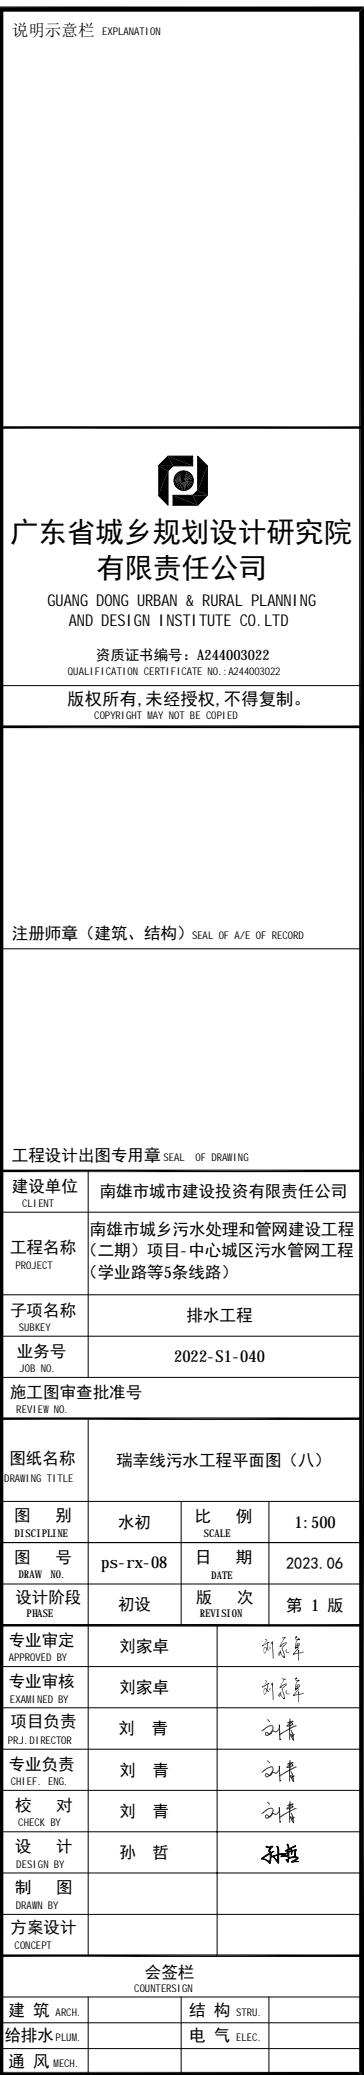 说明示意栏 EXPLANATION
广东省城乡规划设计研究院
有限责任公司
GUANG DONG URBAN & RURAL PLANNING
AND DESIGN INSTITUTE CO.LTD
资质证书编号：A244003022
QUALIFICATION CERTIFICATE NO.:A244003022
版权所有,未经授权,不得复制。
COPYRIGHT MAY NOT BE COPIED
注册师章（建筑、结构）SEAL OF A/E OF RECORD
工程设计出图专用章 SEAL OF DRAWING
建设单位 南雄市城市建设投资有限责任公司
CLIENT
南雄市城乡污水处理和管网建设工程
工程名称 （二期）项目-中心城区污水管网工程
PROJECT （学业路等5条线路）
子项名称 排水工程
SUBKEY
业务号 2022-S1-040
JOB NO.
施工图审查批准号
REVIEW NO.
图纸名称 瑞幸线污水工程平面图（八）
DRAWING TITLE
图 别 水初 比 例 1:500
DISCIPLINE SCALE
图 号 ps-rx-08 日 期 2023.06
DRAW NO. DATE
设计阶段 初设 版 次 第 1 版
PHASE REVISION
专业审定 刘家卓 刘家卓
APPROVED BY
专业审核 刘家卓 刘家卓
EXAMINED BY
项目负责 刘 青 刘青
PRJ.DIRECTOR
专业负责 刘 青 刘青
CHIEF. ENG.
校 对 刘 青 刘青
CHECK BY
设 计 孙 哲 孙哲
DESIGN BY
制 图
DRAWN BY
方案设计
CONCEPT
会签栏
COUNTERSIGN
建 筑 ARCH. 结 构 STRU.
给排水 PLUM. 电 气 ELEC.
通 风 MECH.